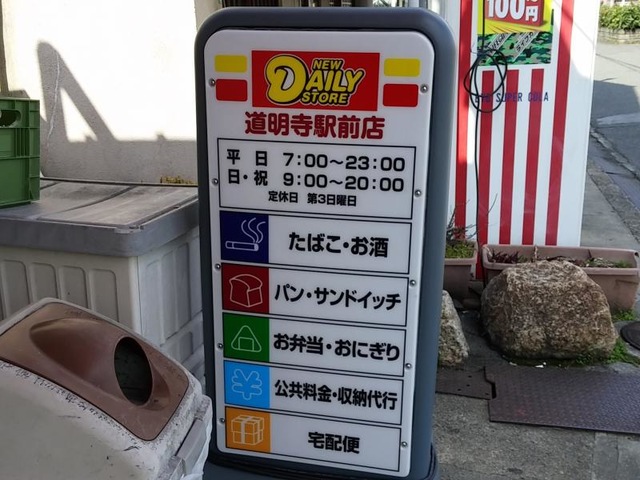 NEW
DAILY
STORE
道明寺駅前店
平 日 7:00～23:00
日・祝 9:00～20:00
定休日 第3日曜日
たばこ・お酒
パン・サンドイッチ
お弁当・おにぎり
公共料金・収納代行
宅配便
100円
SUPER COLA